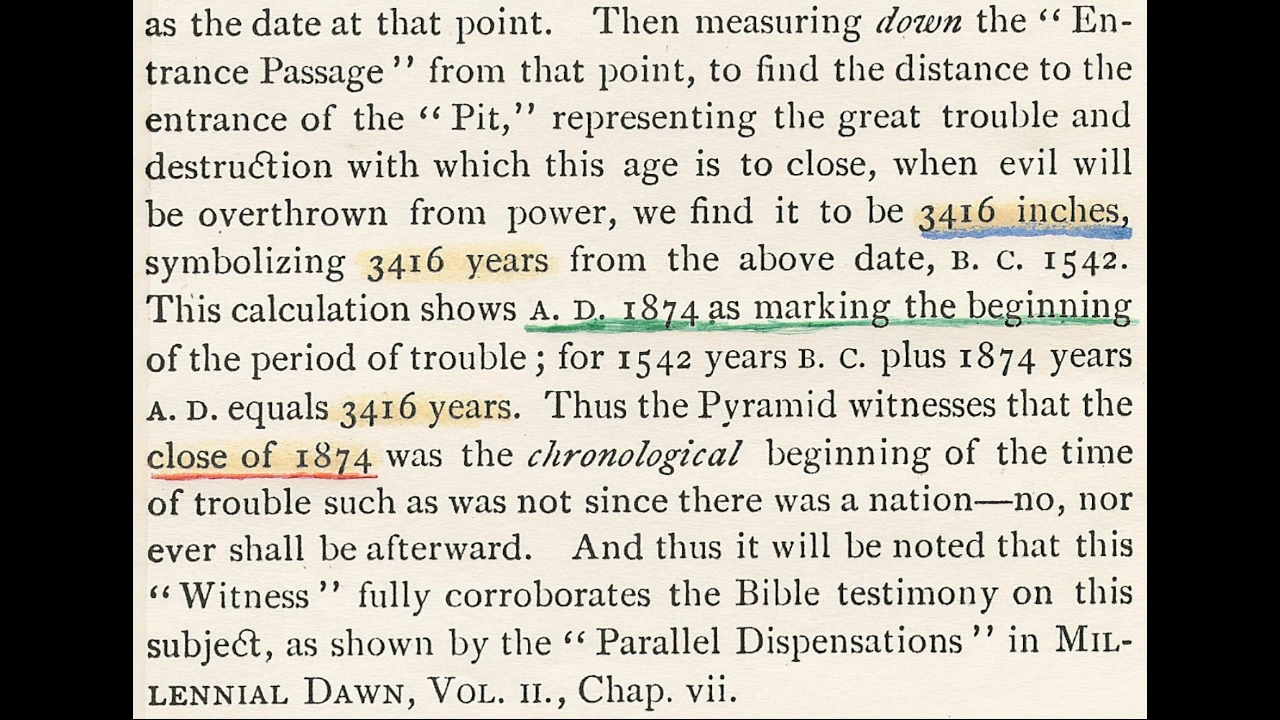 as the date at that point. Then measuring down the “ En-
trance Passage ” from that point, to find the distance to the
entrance of the “ Pit,” representing the great trouble and
destruction with which this age is to close, when evil will
be overthrown from power, we find it to be 3416 inches,
symbolizing 3416 years from the above date, B. C. 1542.
This calculation shows A. D. 1874 as marking the beginning
of the period of trouble ; for 1542 years B. C. plus 1874 years
A. D. equals 3416 years. Thus the Pyramid witnesses that the
close of 1874 was the chronological beginning of the time
of trouble such as was not since there was a nation—no, nor
ever shall be afterward. And thus it will be noted that this
“ Witness ” fully corroborates the Bible testimony on this
subject, as shown by the “ Parallel Dispensations ” in MIL-
LENNIAL DAWN, VOL. II., Chap. vii.